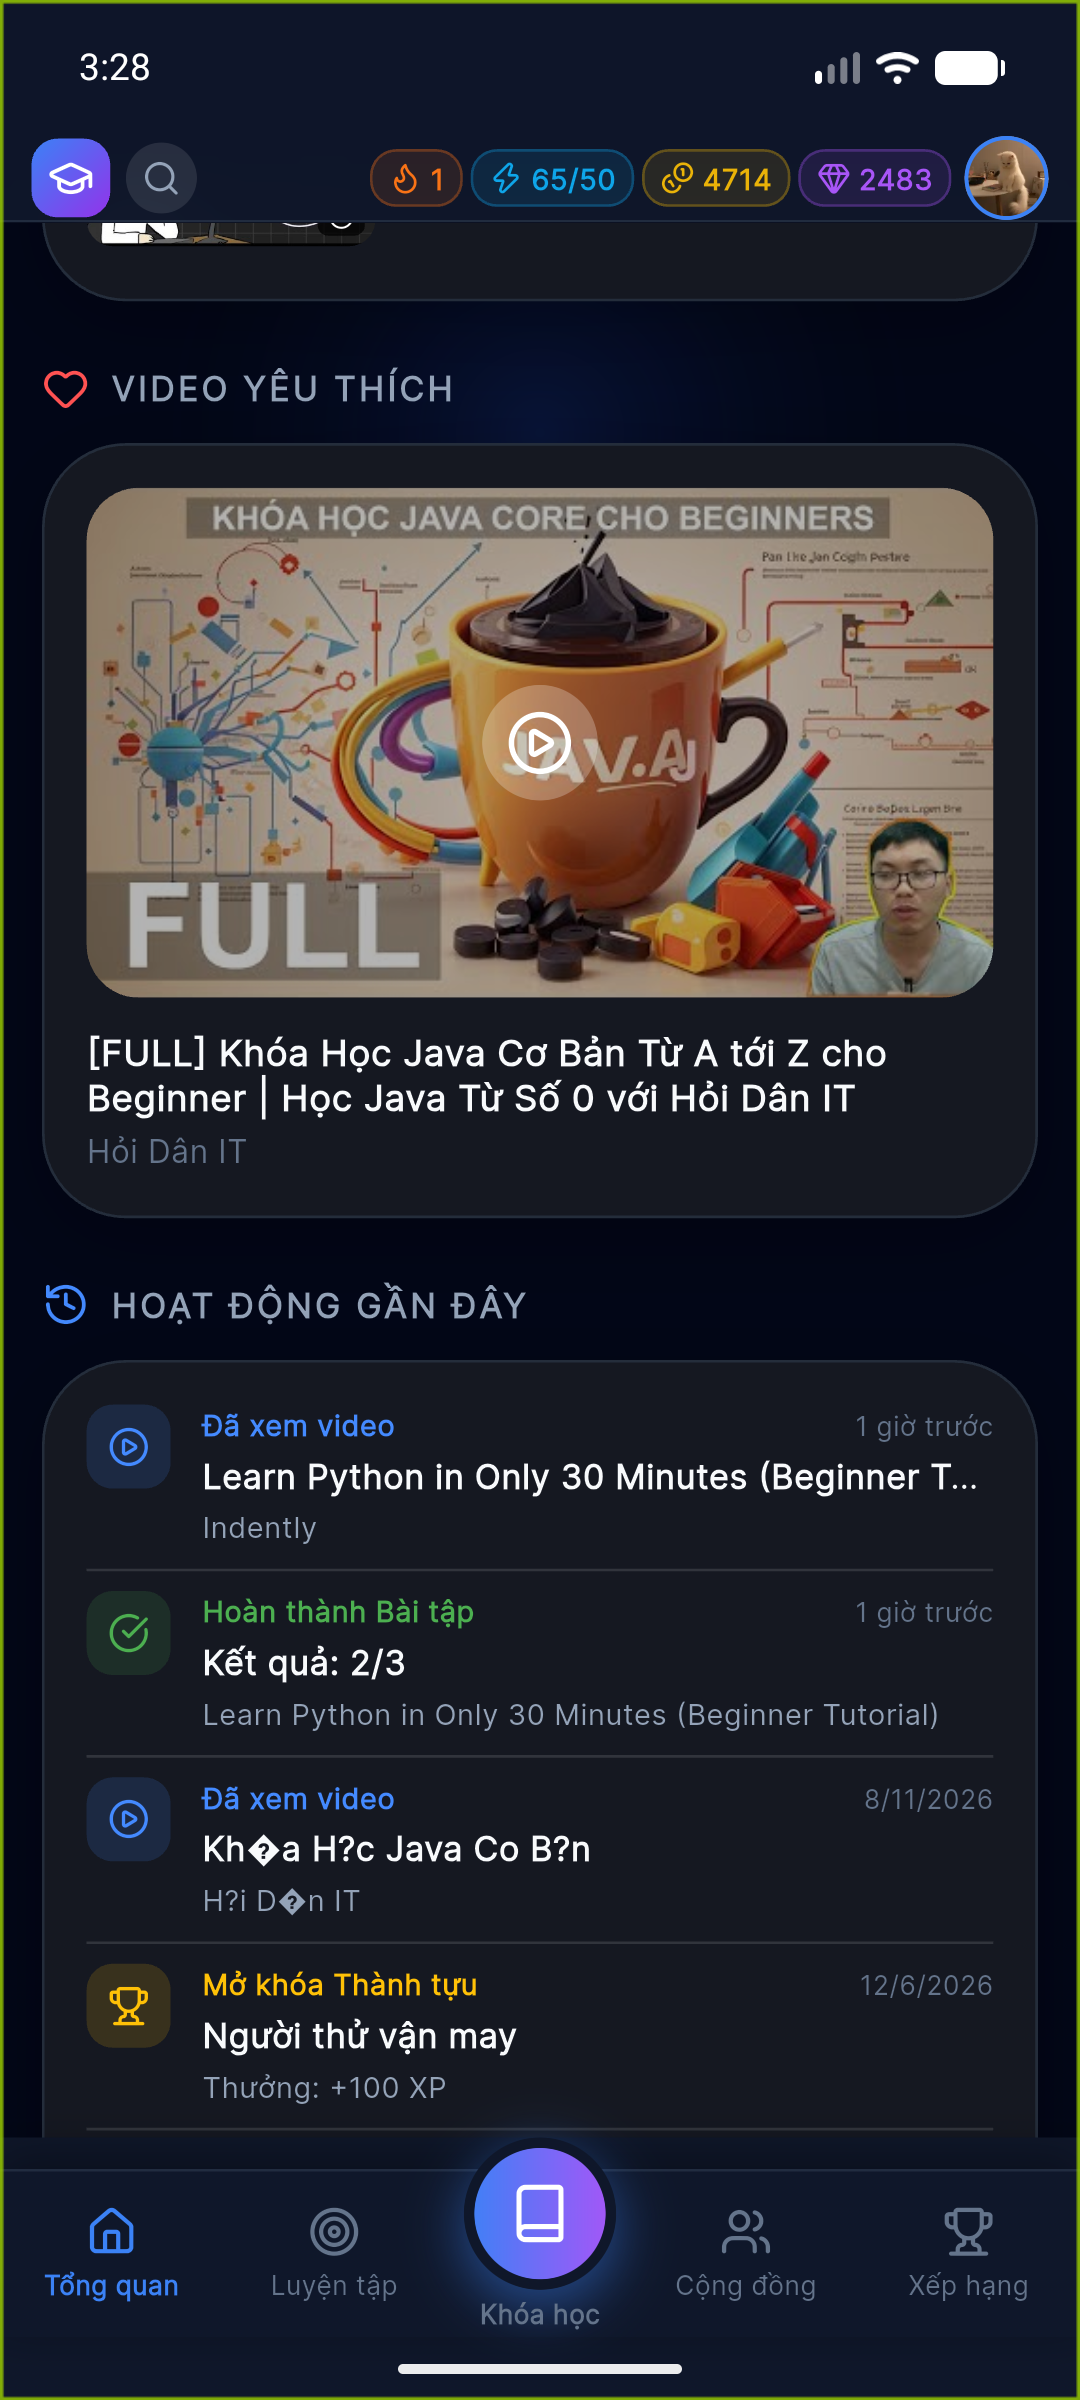 3:28
1
65/50
4714
2483
VIDEO YÊU THÍCH
KHÓA HỌC JAVA CORE CHO BEGINNERS
FULL
[FULL] Khóa Học Java Cơ Bản Từ A tới Z cho
Beginner | Học Java Từ Số 0 với Hỏi Dân IT
Hỏi Dân IT
HOẠT ĐỘNG GẦN ĐÂY
Đã xem video
1 giờ trước
Learn Python in Only 30 Minutes (Beginner T...
Indently
Hoàn thành Bài tập
1 giờ trước
Kết quả: 2/3
Learn Python in Only 30 Minutes (Beginner Tutorial)
Đã xem video
8/11/2026
Kh�a H?c Java Co B?n
H?i D�n IT
Mở khóa Thành tựu
12/6/2026
Người thử vận may
Thưởng: +100 XP
Tổng quan
Luyện tập
Khóa học
Cộng đồng
Xếp hạng